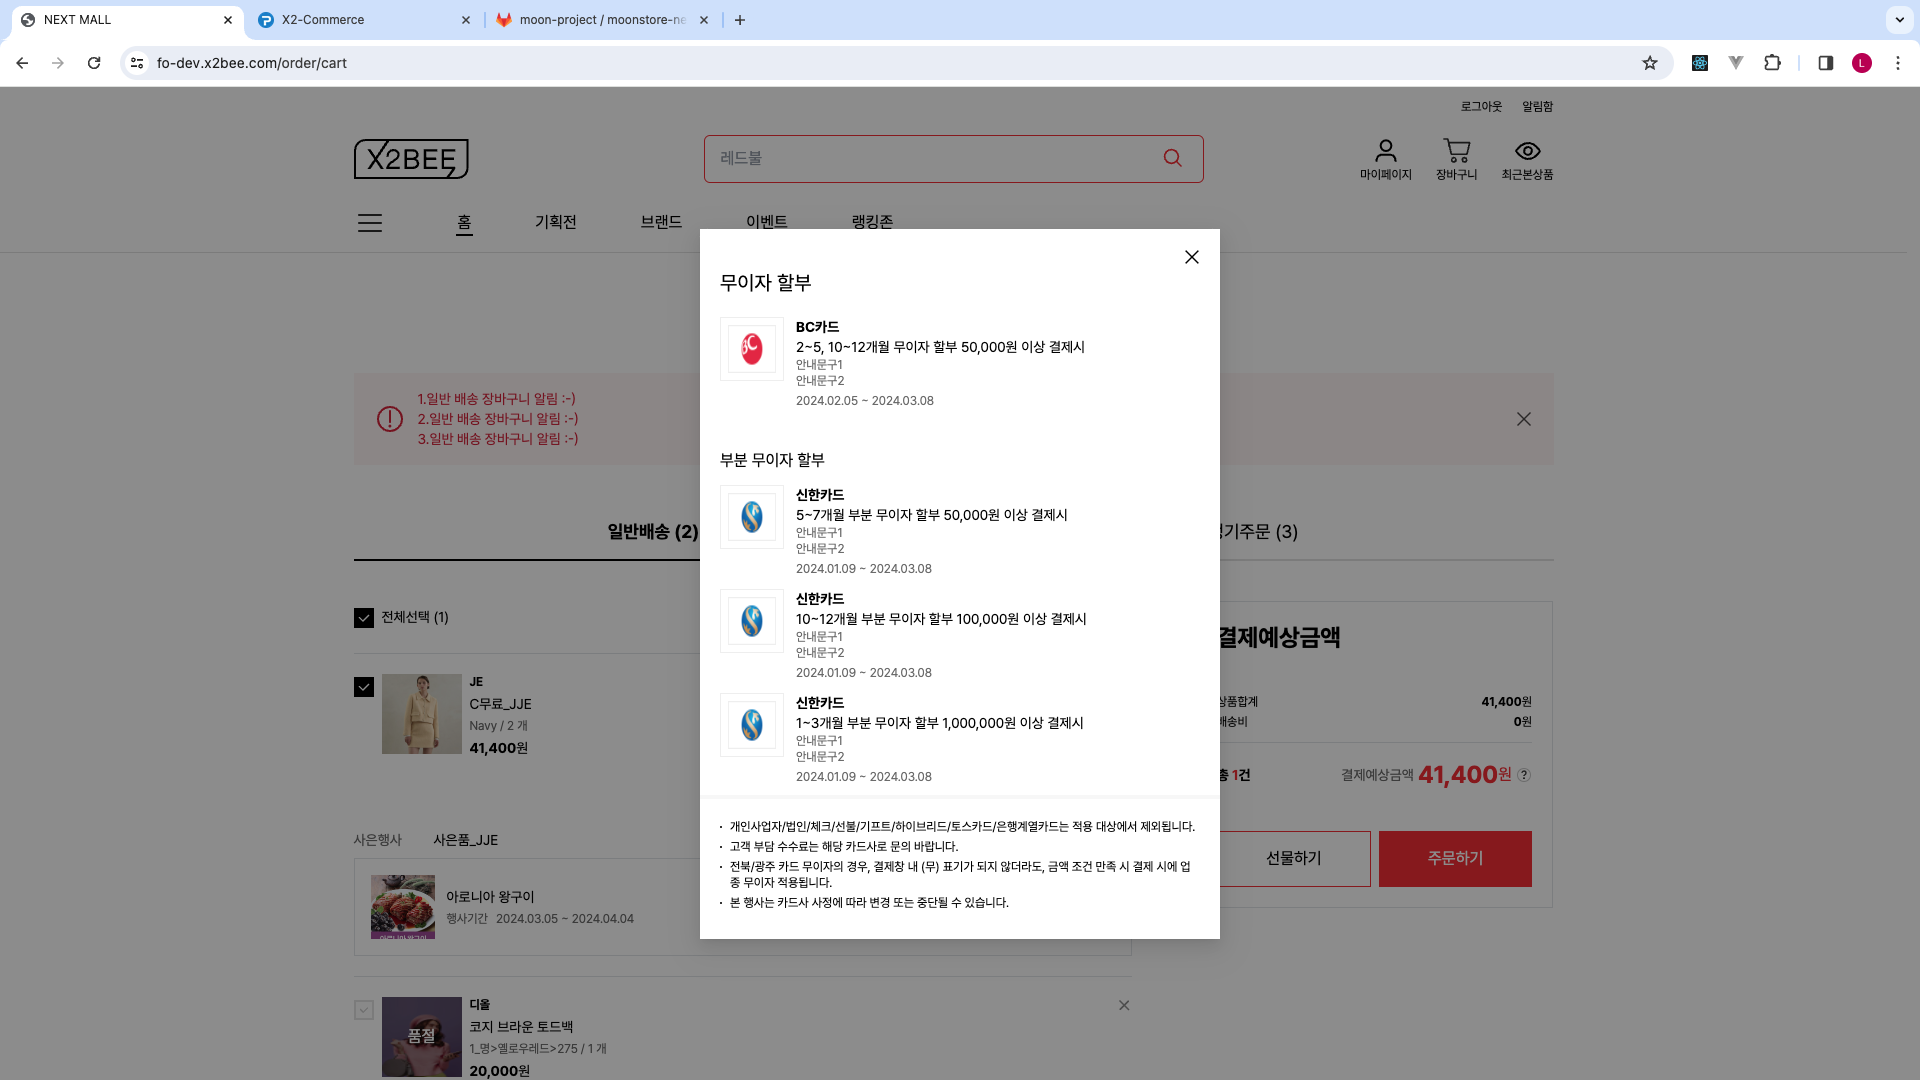 NEXT MALL
X2-Commerce
moon-project / moonstore-ne
fo-dev.x2bee.com/order/cart
L
로그아웃 알림함
X2BEE
레드불
마이페이지 장바구니 최근본상품
홈 기획전 브랜드 이벤트 랭킹존
무이자 할부
BC카드
2~5, 10~12개월 무이자 할부 50,000원 이상 결제시
안내문구1
안내문구2
2024.02.05 ~ 2024.03.08
1.일반 배송 장바구니 알림 :-)
2.일반 배송 장바구니 알림 :-)
3.일반 배송 장바구니 알림 :-)
부분 무이자 할부
신한카드
5~7개월 부분 무이자 할부 50,000원 이상 결제시
안내문구1
안내문구2
2024.01.09 ~ 2024.03.08
신한카드
10~12개월 부분 무이자 할부 100,000원 이상 결제시
안내문구1
안내문구2
2024.01.09 ~ 2024.03.08
신한카드
1~3개월 부분 무이자 할부 1,000,000원 이상 결제시
안내문구1
안내문구2
2024.01.09 ~ 2024.03.08
· 개인사업자/법인/체크/선불/기프트/하이브리드/토스카드/은행계열카드는 적용 대상에서 제외됩니다.
· 고객 부담 수수료는 해당 카드사로 문의 바랍니다.
· 전북/광주 카드 무이자의 경우, 결제창 내 (무) 표기가 되지 않더라도, 금액 조건 만족 시 결제 시에 업
종 무이자 적용됩니다.
· 본 행사는 카드사 사정에 따라 변경 또는 중단될 수 있습니다.
일반배송 (2)
기주문 (3)
전체선택 (1)
JE
C무료_JJE
Navy / 2 개
41,400원
사은행사 사은품_JJE
아로니아 왕구이
행사기간 2024.03.05 ~ 2024.04.04
디올
코지 브라운 토드백
품절
1_명>옐로우레드>275 / 1 개
20,000원
결제예상금액
상품합계 41,400원
배송비 0원
총 1건 결제예상금액 41,400원 ?
선물하기 주문하기